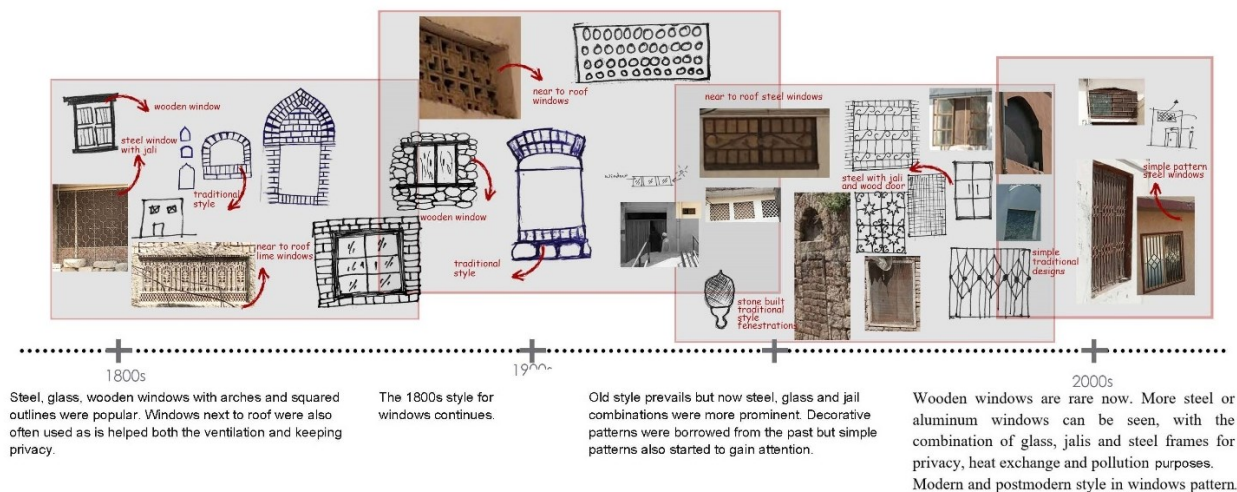 wooden window
steel window
with jali
traditional
style
near to roof
lime windows
near to roof
windows
wooden window
traditional
style
window
near to roof steel windows
steel with jali
and wood door
stone built
traditional
style
fenestrations
simple
traditional
designs
simple pattern
steel windows
1800s
1900s
2000s
Steel, glass, wooden windows with arches and squared
outlines were popular. Windows next to roof were also
often used as is helped both the ventilation and keeping
privacy.
The 1800s style for
windows continues.
Old style prevails but now steel, glass and jail
combinations were more prominent. Decorative
patterns were borrowed from the past but simple
patterns also started to gain attention.
Wooden windows are rare now. More steel or
aluminum windows can be seen, with the
combination of glass, jalis and steel frames for
privacy, heat exchange and pollution purposes.
Modern and postmodern style in windows pattern.